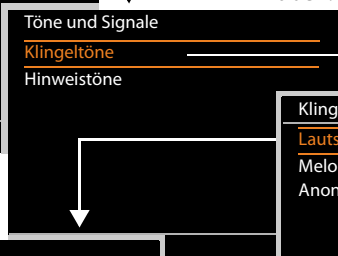 Töne und Signale
Klingeltöne
Hinweistöne
Kling
Lauts
Melo
Anon